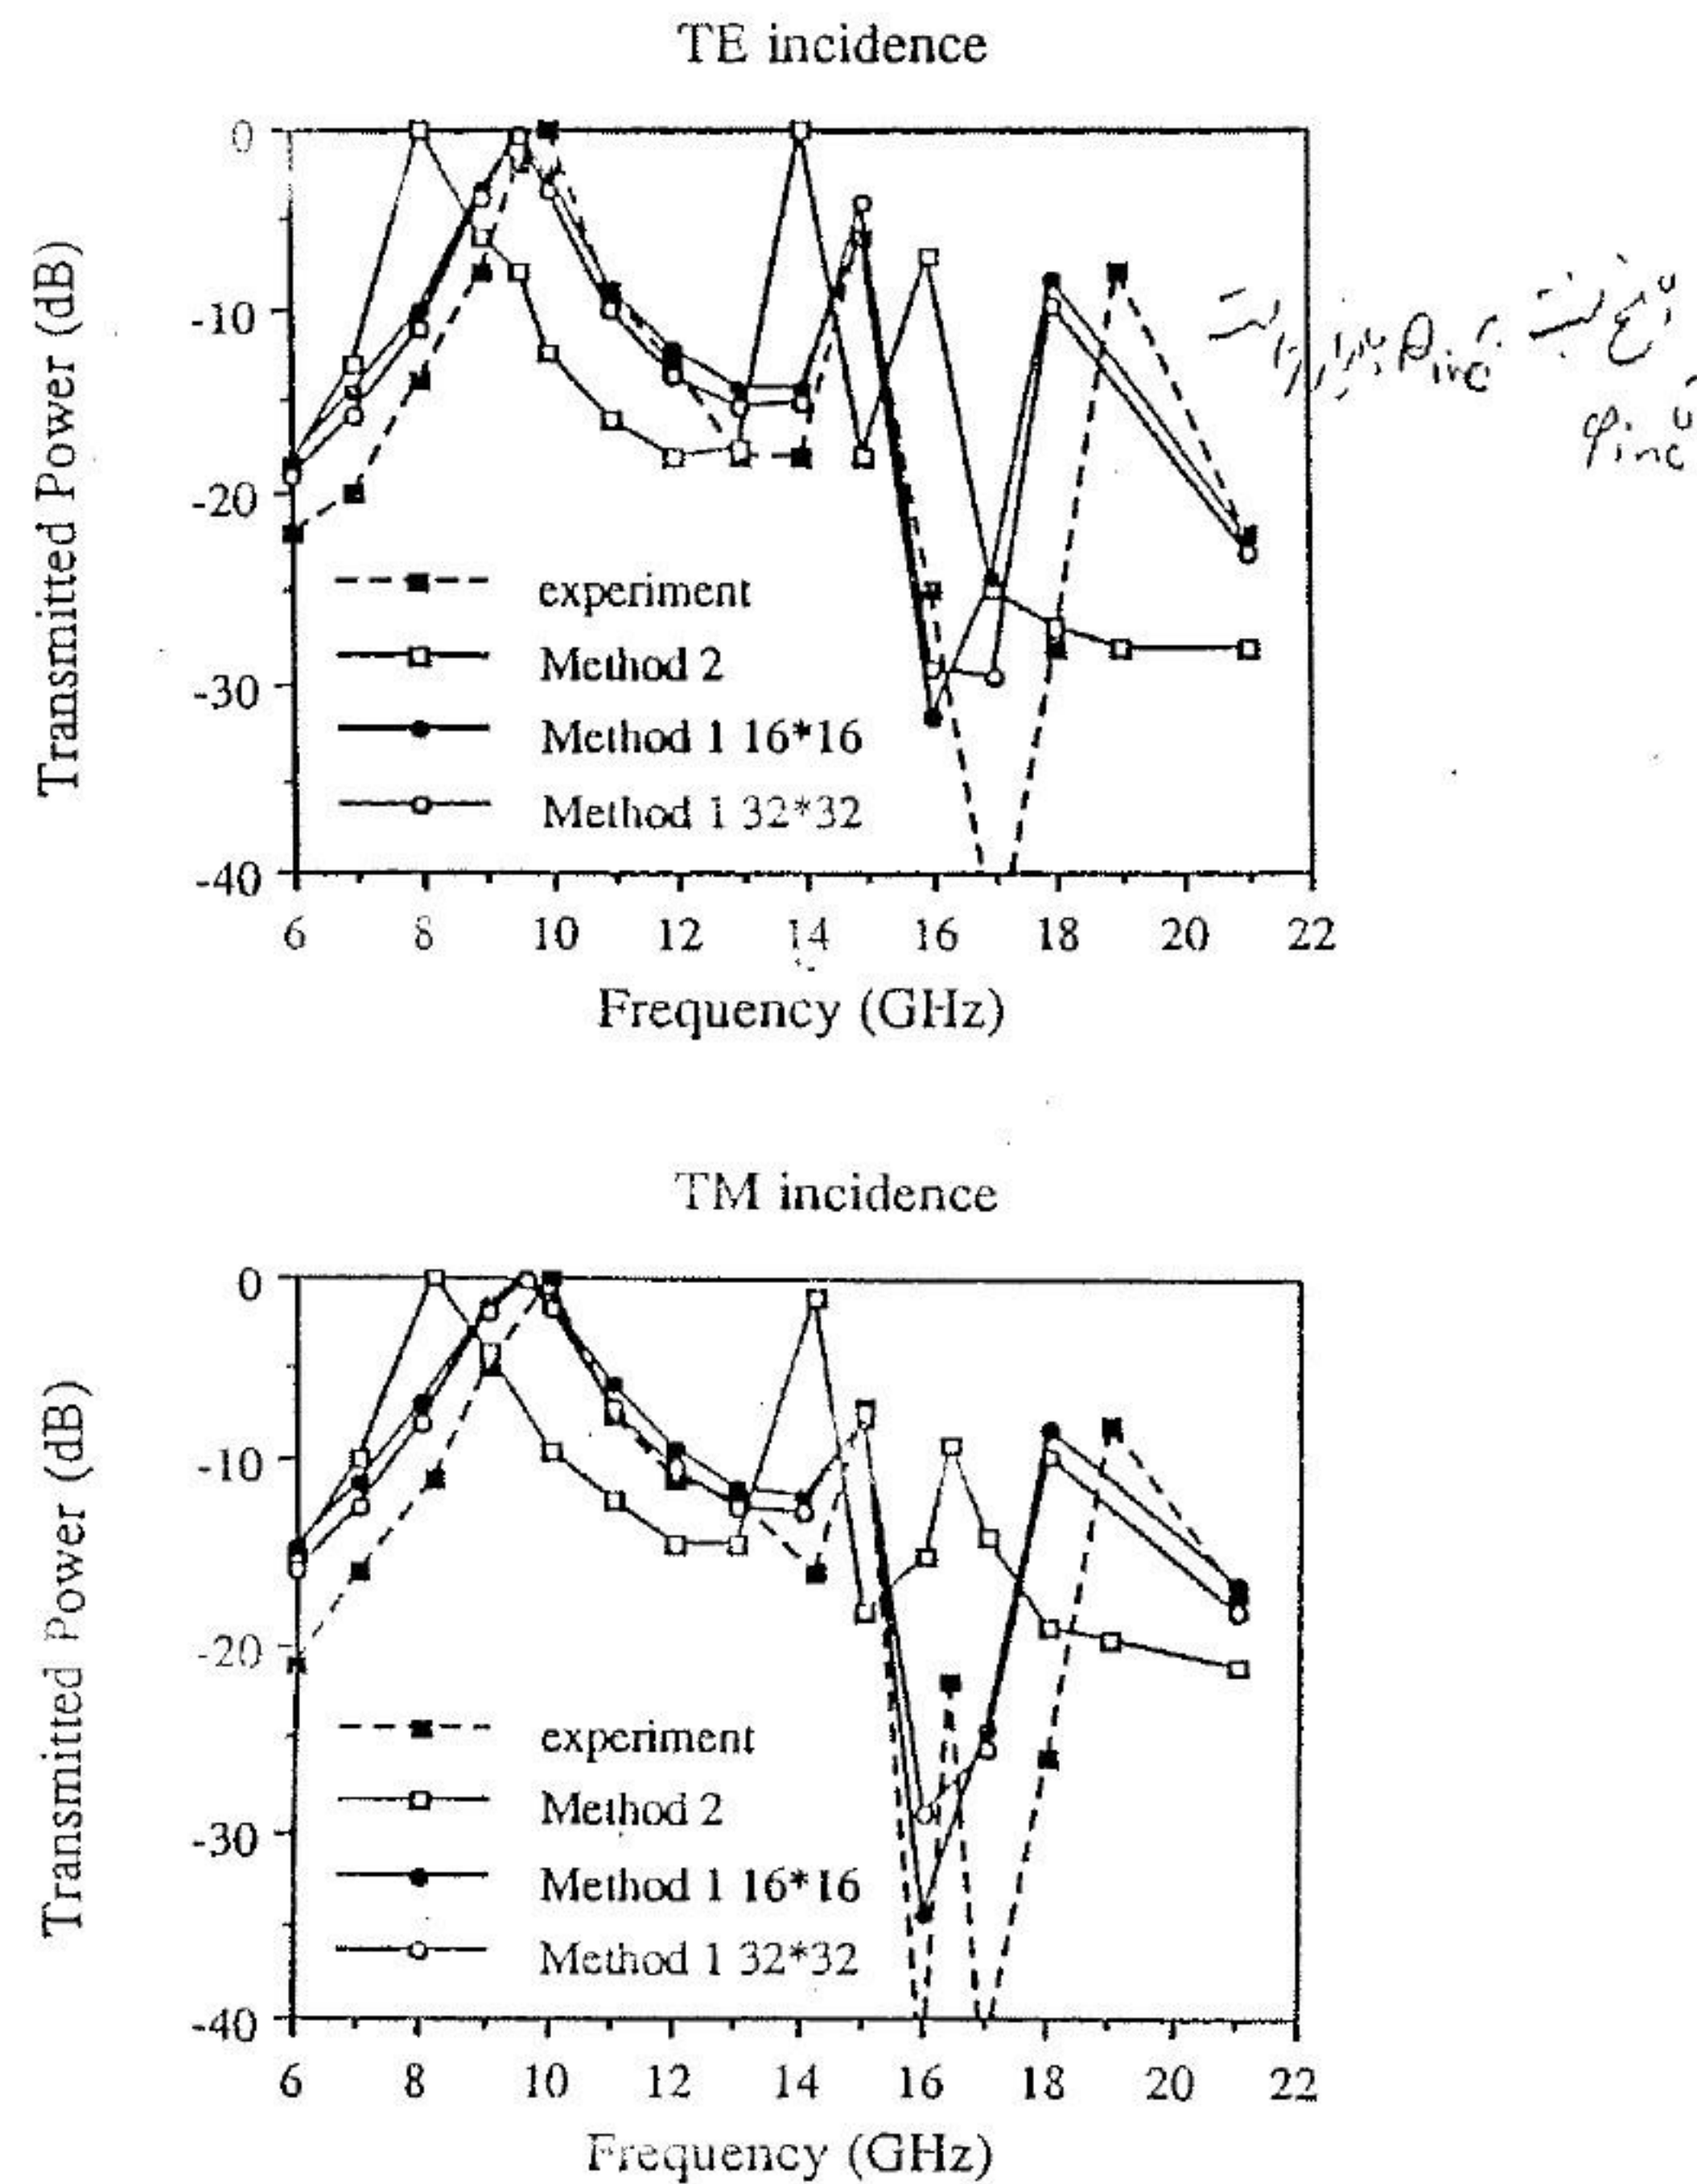 TE incidence
Transmitted Power (dB)
0
-10
-20
-30
-40
experiment
Method 2
Method 1 16*16
Method 1 32*32
6 8 10 12 14 16 18 20 22
Frequency (GHz)
θinc
φinc
TM incidence
Transmitted Power (dB)
0
-10
-20
-30
-40
experiment
Method 2
Method 1 16*16
Method 1 32*32
6 8 10 12 14 16 18 20 22
Frequency (GHz)